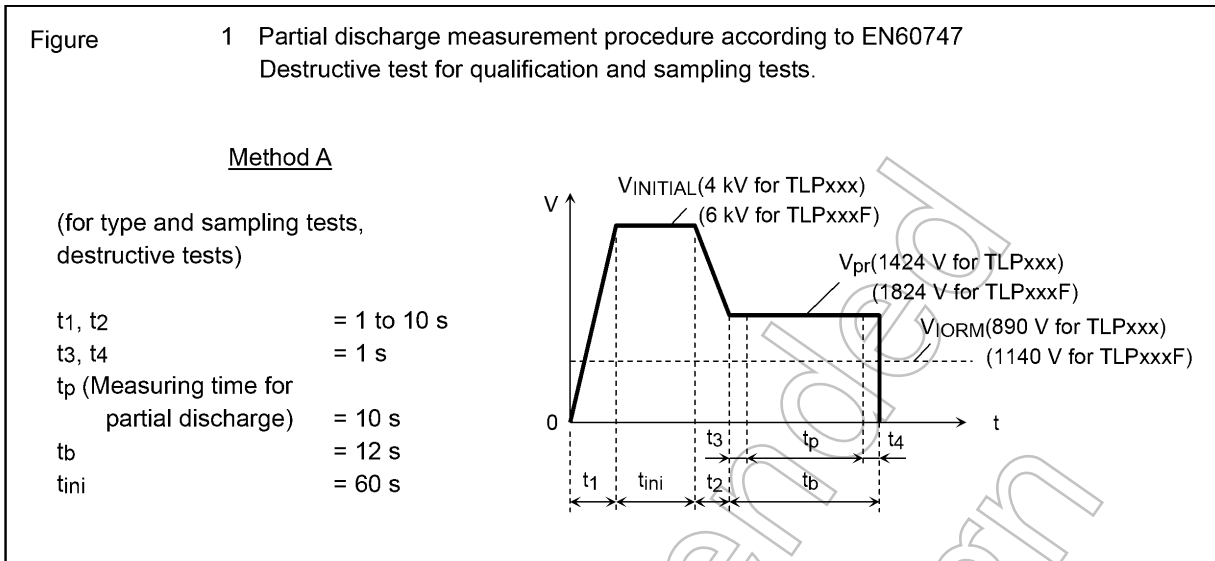 Figure 1 Partial discharge measurement procedure according to EN60747
Destructive test for qualification and sampling tests.
Method A
(for type and sampling tests,
destructive tests)
t1, t2 = 1 to 10 s
t3, t4 = 1 s
tp (Measuring time for
partial discharge) = 10 s
tb = 12 s
tini = 60 s
V
VINITIAL(4 kV for TLPxxx)
(6 kV for TLPxxxF)
Vpr(1424 V for TLPxxx)
(1824 V for TLPxxxF)
VIORM(890 V for TLPxxx)
(1140 V for TLPxxxF)
0
t
t3 tp t4
t1 tini t2 tb